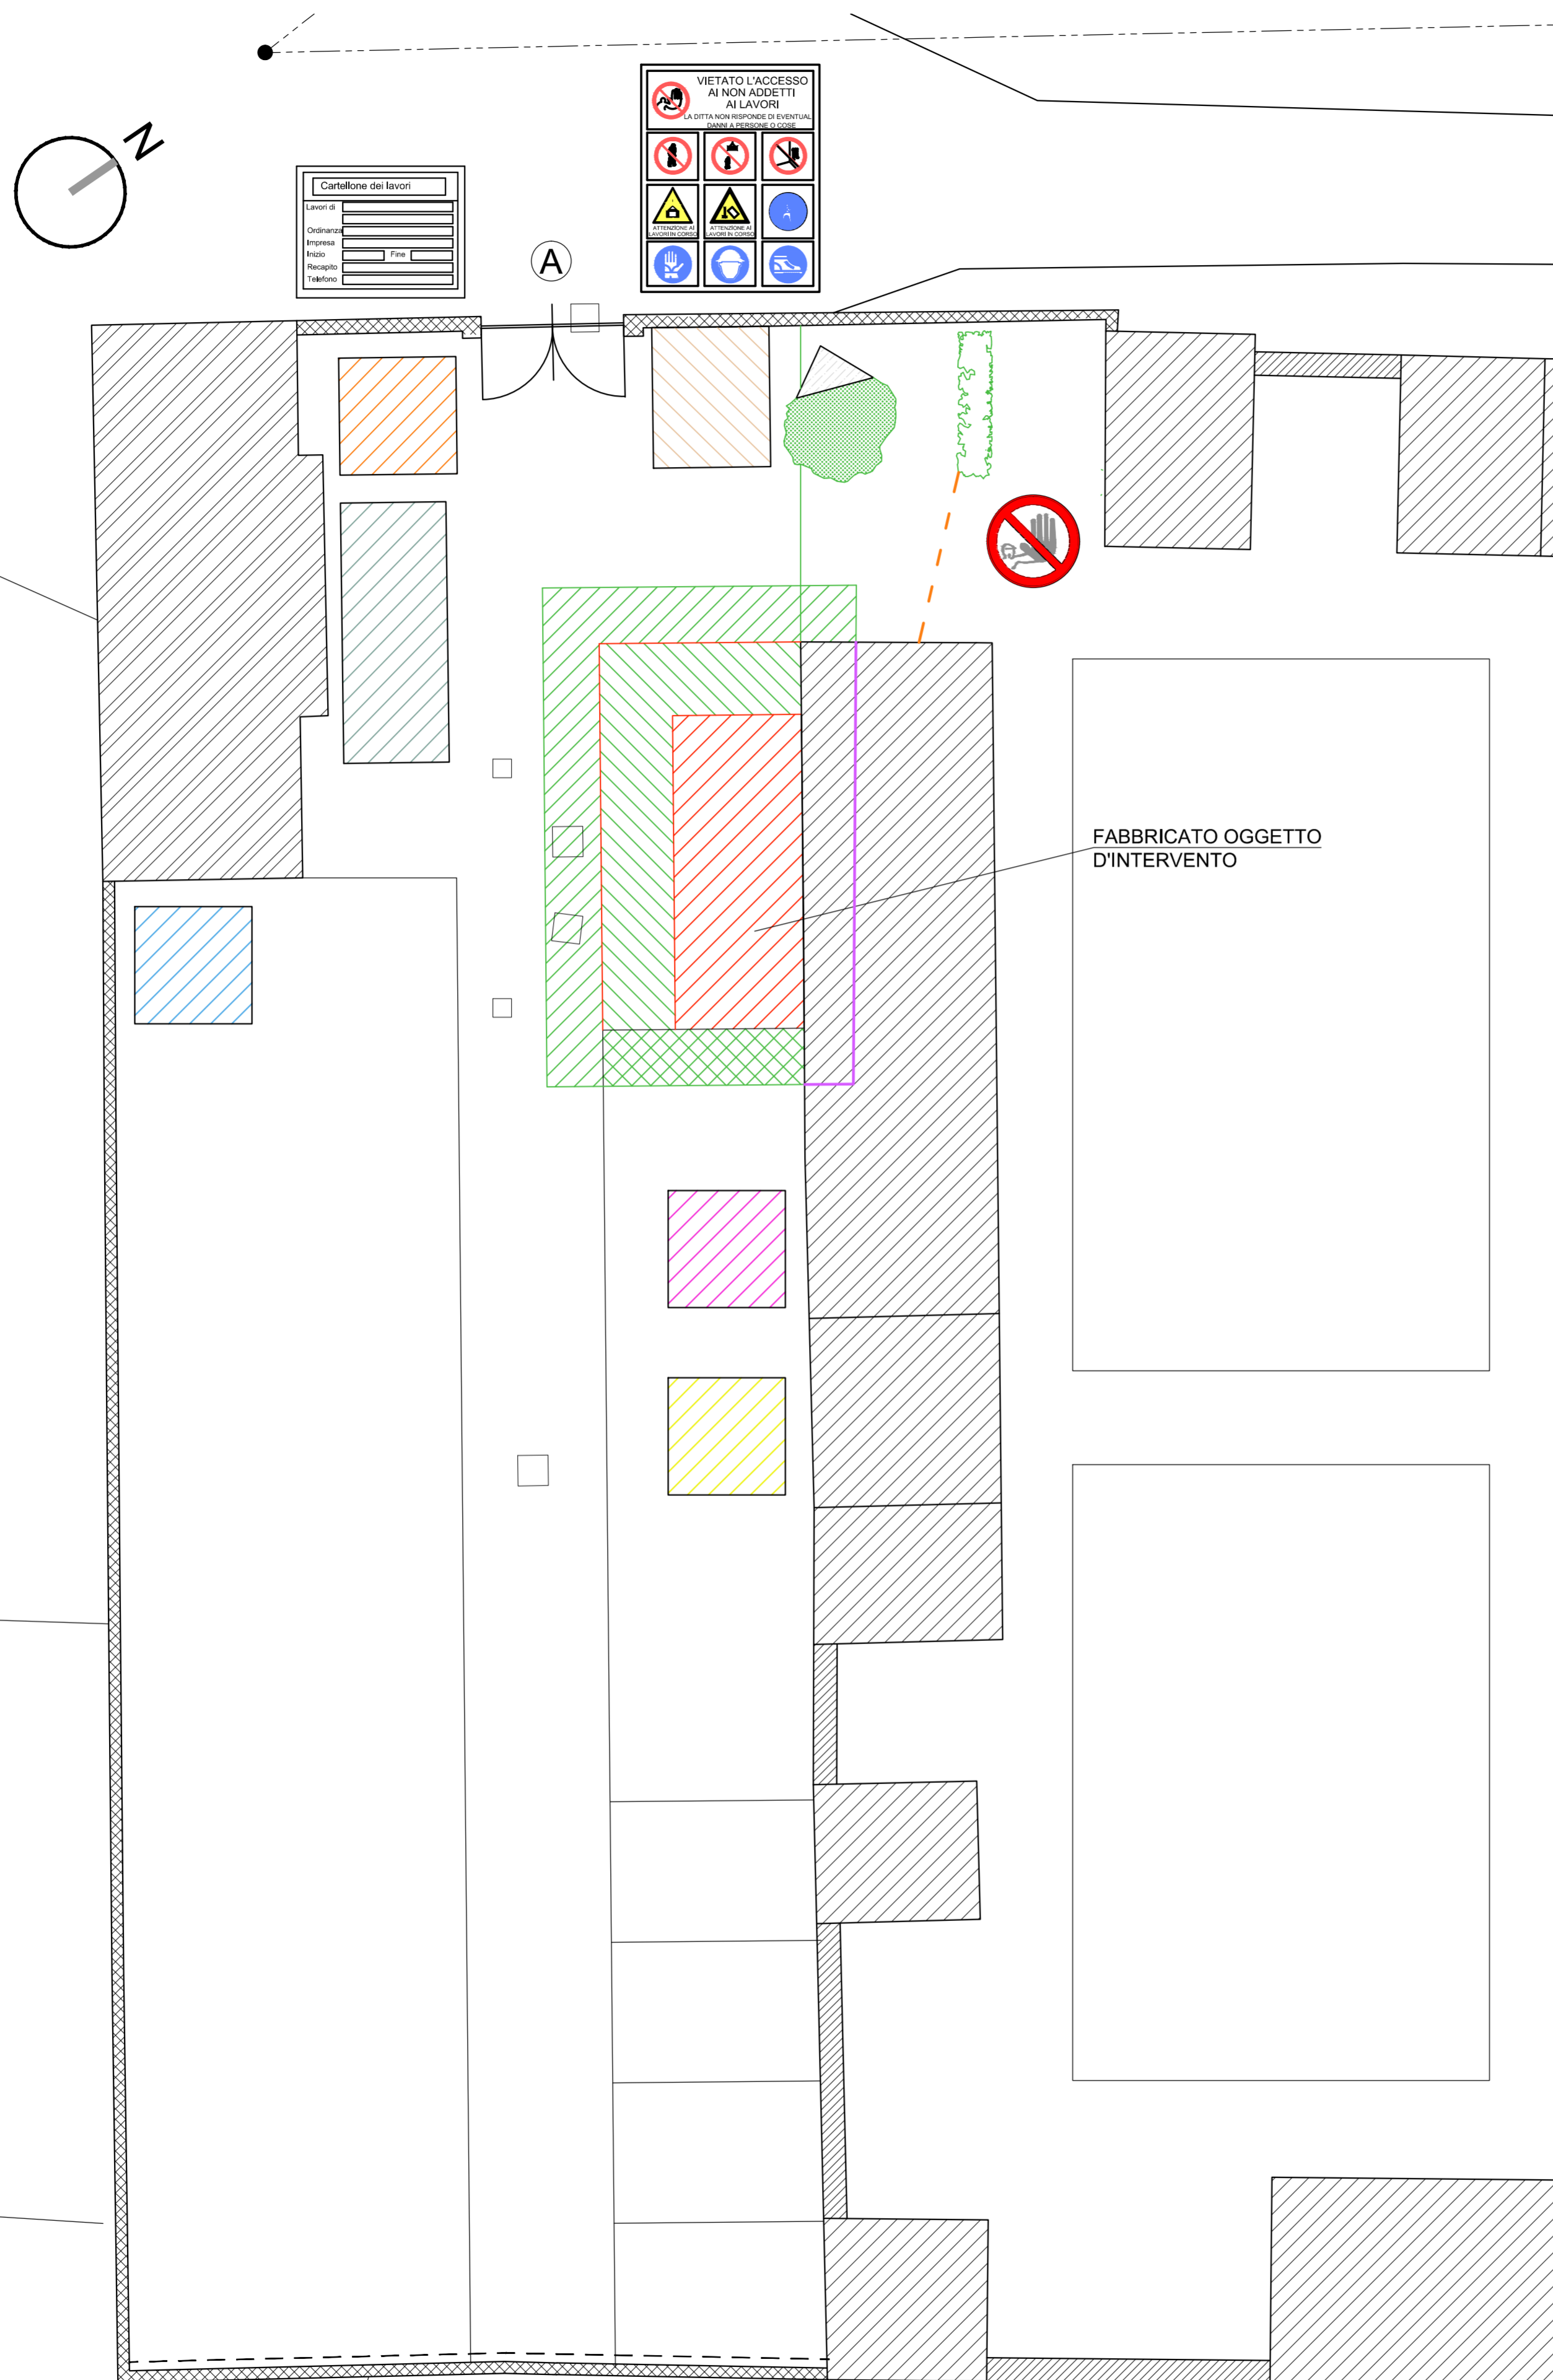 VIETATO L'ACCESSO
AI NON ADDETTI
AI LAVORI
LA DITTA NON RISPONDE DI EVENTUAL
DANNI A PERSONE O COSE
N
Cartellone dei lavori
Lavori di
Ordinanza
Impresa
Inizio Fine
Recapito
Telefono
ATTENZIONE AI
LAVORI IN CORSO
ATTENZIONE AI
LAVORI IN CORSO
A
FABBRICATO OGGETTO
D'INTERVENTO